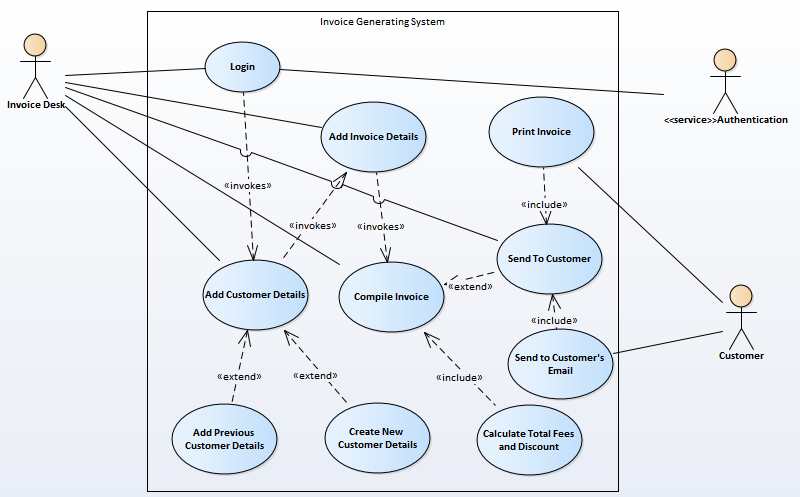 Invoice Generating System
Login
Invoice Desk
<<service>>Authentication
Add Invoice Details
Print Invoice
«invokes»
«include»
«invokes»
«invokes»
Send To Customer
«extend»
Add Customer Details
Compile Invoice
«include»
Send to Customer's
Email
Customer
«extend»
«extend»
«include»
Add Previous
Customer Details
Create New
Customer Details
Calculate Total Fees
and Discount